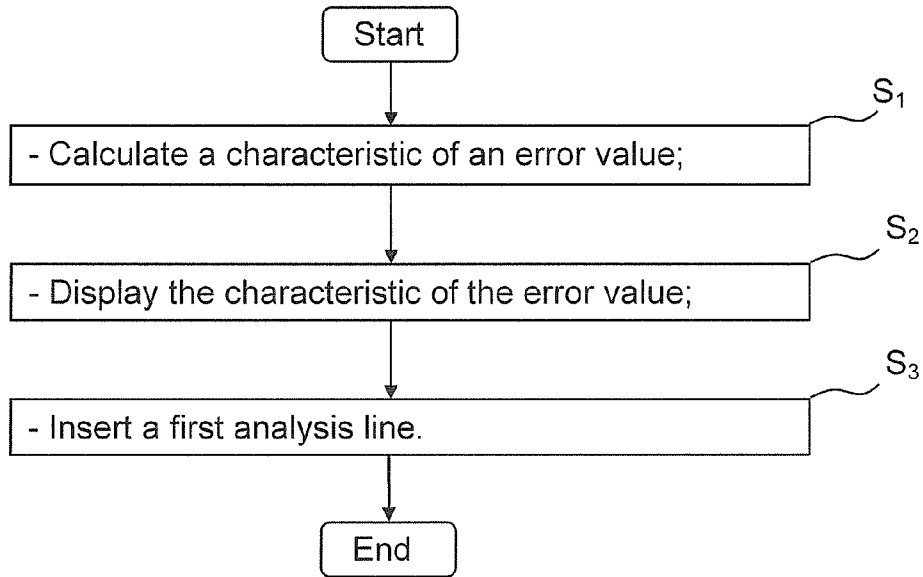 Start
S₁
- Calculate a characteristic of an error value;
S₂
- Display the characteristic of the error value;
S₃
- Insert a first analysis line.
End